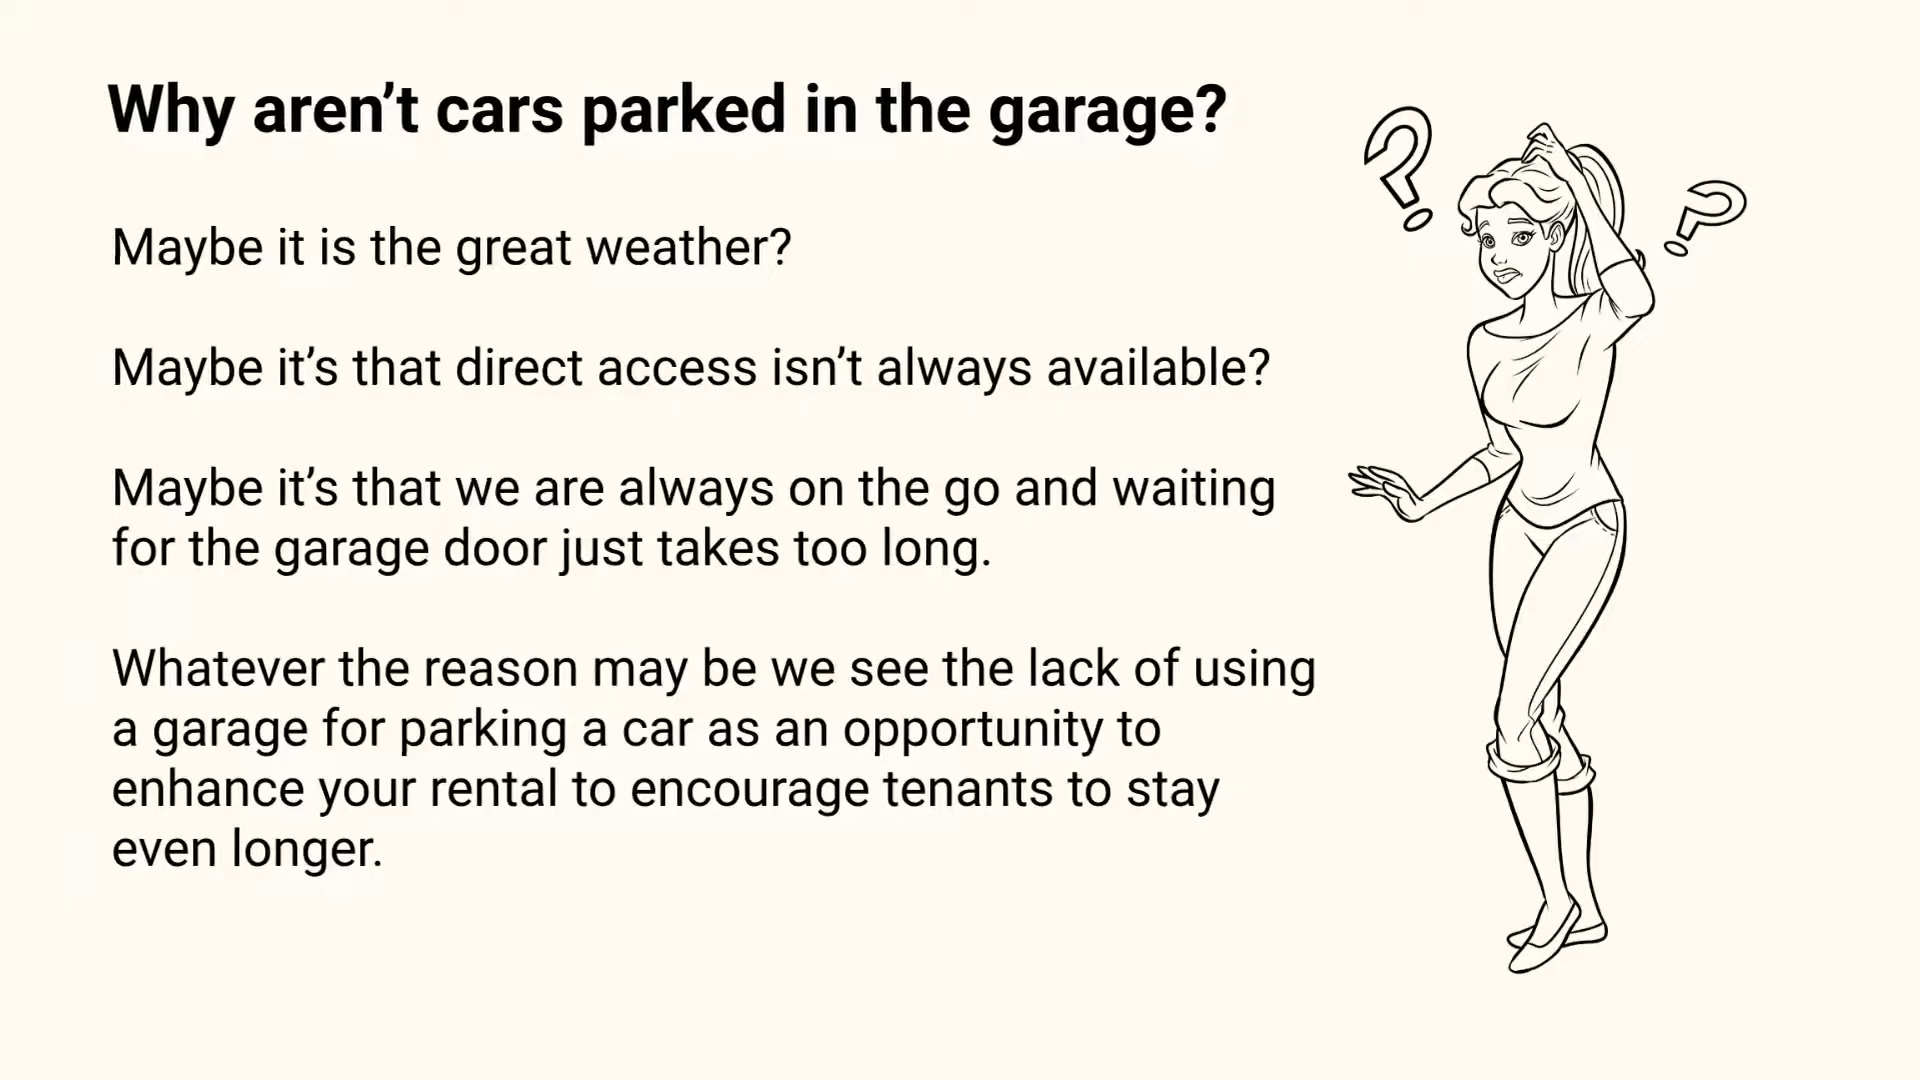 Why aren’t cars parked in the garage?
Maybe it is the great weather?
Maybe it’s that direct access isn’t always available?
Maybe it’s that we are always on the go and waiting
for the garage door just takes too long.
Whatever the reason may be we see the lack of using
a garage for parking a car as an opportunity to
enhance your rental to encourage tenants to stay
even longer.
? ?